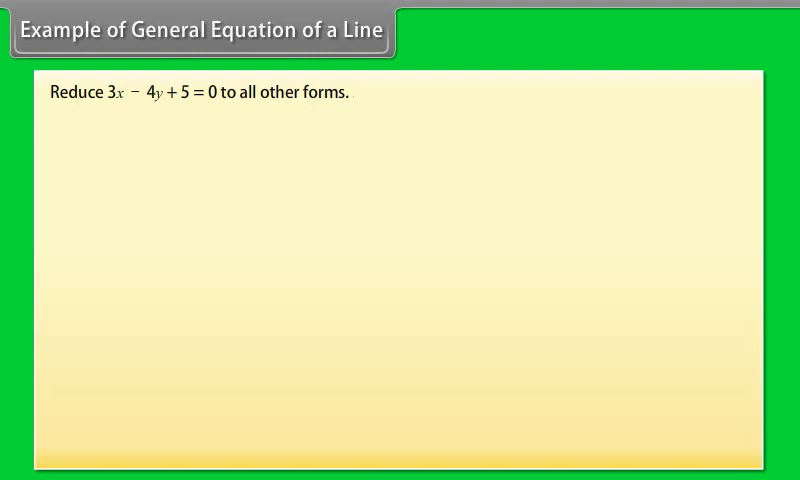 Example of General Equation of a Line
Reduce 3x − 4y + 5 = 0 to all other forms.